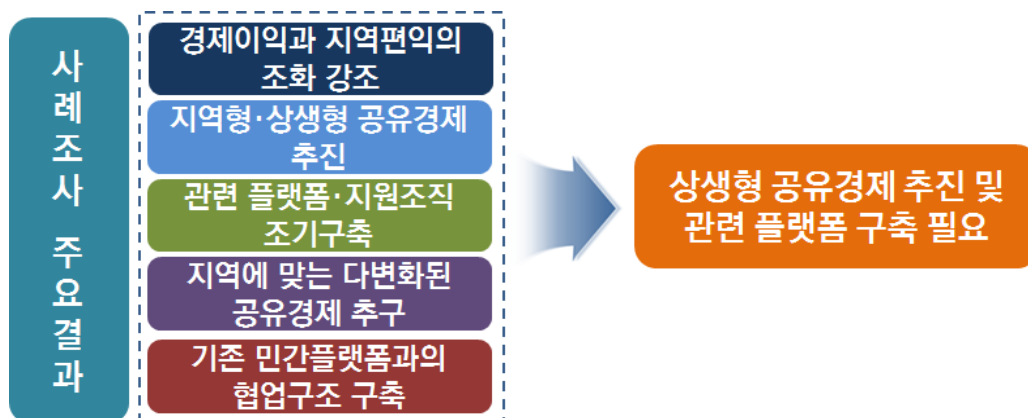 사례조사 주요결과
경제이익과 지역편익의
조화 강조
지역형·상생형 공유경제
추진
관련 플랫폼·지원조직
조기구축
지역에 맞는 다변화된
공유경제 추구
기존 민간플랫폼과의
협업구조 구축
상생형 공유경제 추진 및
관련 플랫폼 구축 필요